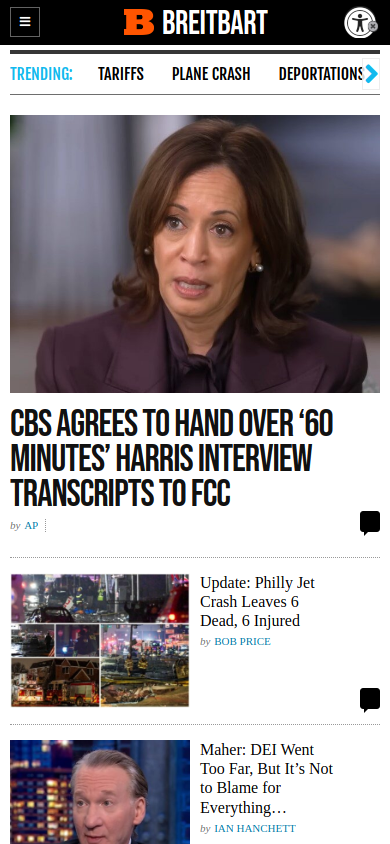 B BREITBART
TRENDING:
TARIFFS
PLANE CRASH
DEPORTATIONS
CBS AGREES TO HAND OVER ‘60
MINUTES’ HARRIS INTERVIEW
TRANSCRIPTS TO FCC
by AP
Update: Philly Jet
Crash Leaves 6
Dead, 6 Injured
by BOB PRICE
Maher: DEI Went
Too Far, But It’s Not
to Blame for
Everything…
by IAN HANCHETT